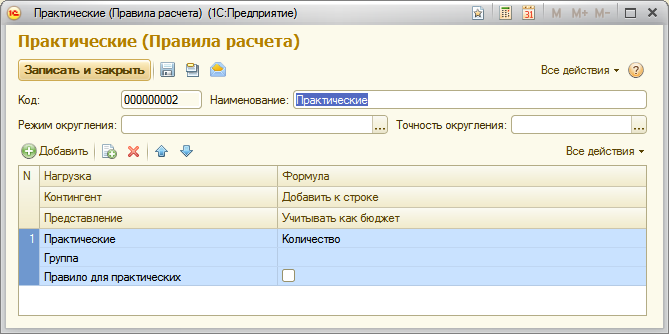 Практические (Правила расчета) (1С:Предприятие)
M M+ M-
Практические (Правила расчета)
Записать и закрыть Все действия
Код: 000000002 Наименование: Практические
Режим округления: ... Точность округления: ...
Добавить Все действия
N Нагрузка Формула
Контингент Добавить к строке
Представление Учитывать как бюджет
1 Практические Количество
Группа
Правило для практических